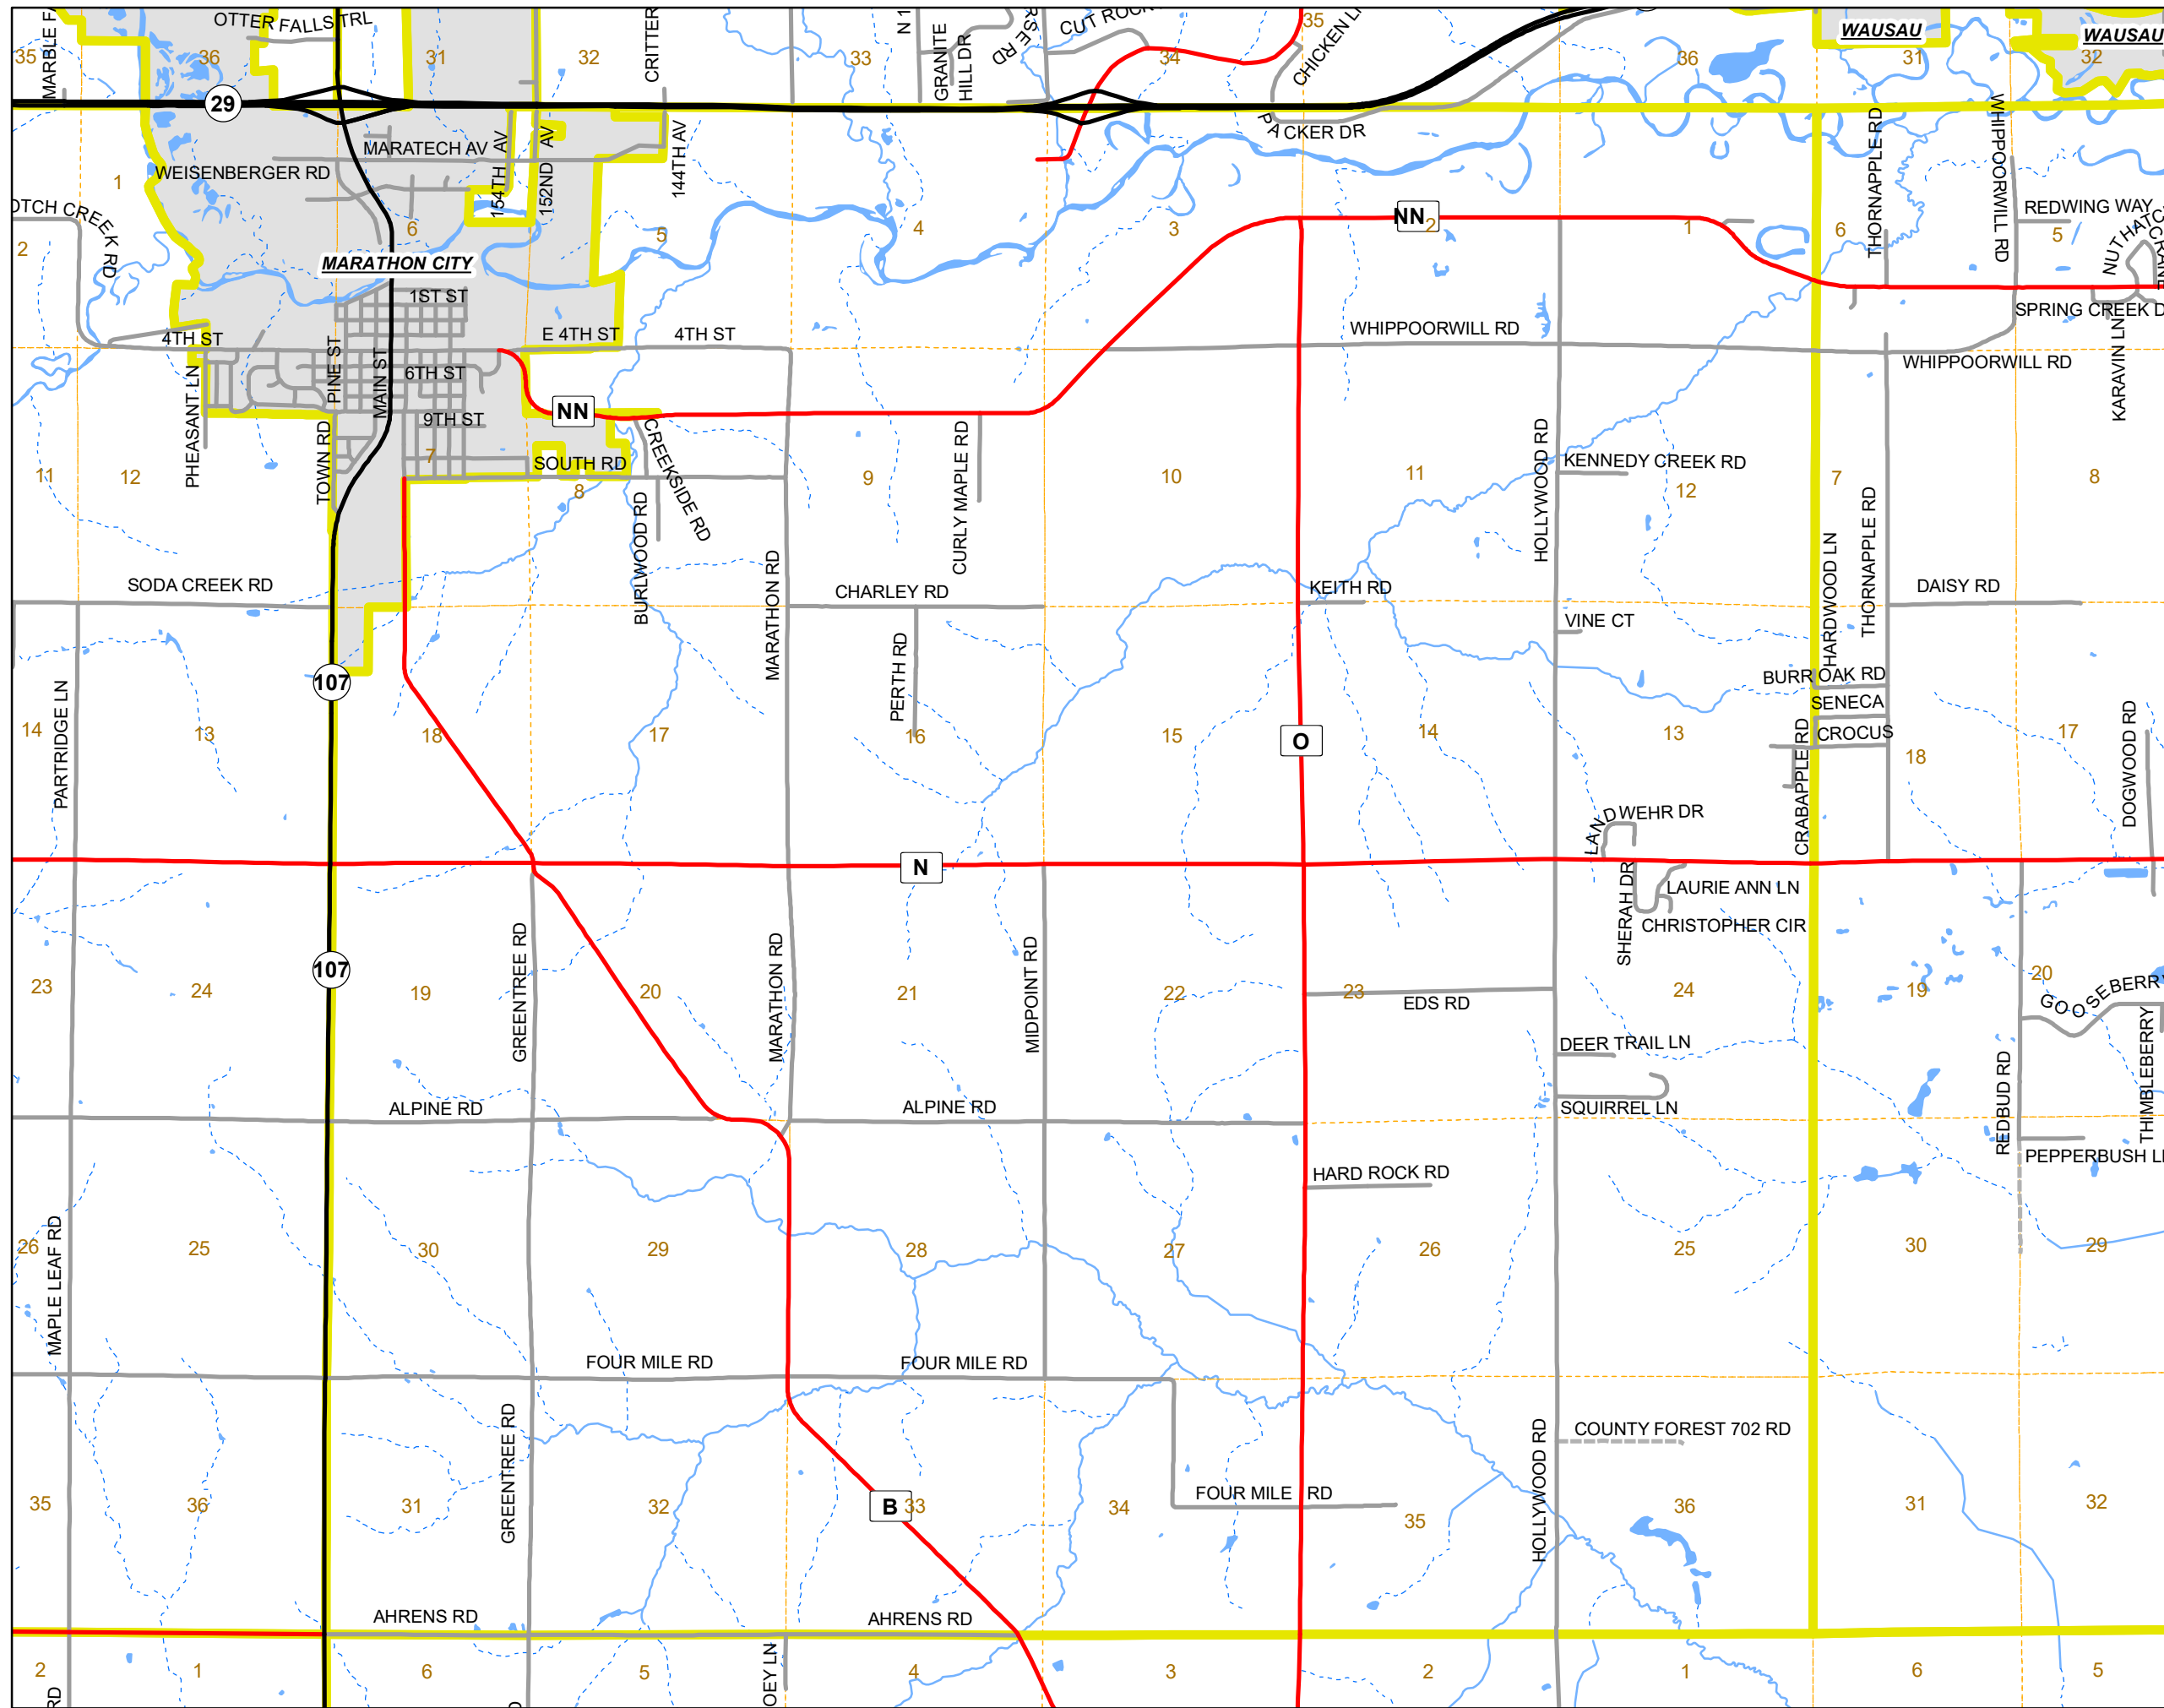 OTTER FALLS TRL
CRITTER
N 1
GRANITE
HILL DR
CUT ROCK
35
CHICKEN L
WAUSAU
WAUSAU
35
36
31
32
33
34
36
31
32
29
PACKER DR
MARATECH AV
WEISENBERGER RD
154TH AV
152ND AV
144TH AV
THORNAPPLE RD
WHIPPOORWILL RD
1
OTCH CREEK RD
2
6
5
4
3
NN
2
1
6
REDWING WAY
5
NUTHATCH
CRANE
MARATHON CITY
1ST ST
SPRING CREEK D
4TH ST
E 4TH ST
4TH ST
WHIPPOORWILL RD
WHIPPOORWILL RD
KARAVIN LN
PHEASANT LN
PINE ST
MAIN ST
6TH ST
9TH ST
NN
TOWN RD
7
SOUTH RD
CREEKSIDE RD
CURLY MAPLE RD
HOLLYWOOD RD
KENNEDY CREEK RD
11
12
8
9
10
11
12
7
8
BURLWOOD RD
MARATHON RD
HARDWOOD LN
THORNAPPLE RD
SODA CREEK RD
CHARLEY RD
KEITH RD
DAISY RD
VINE CT
PERTH RD
107
BURR OAK RD
SENECA
CROCUS
PARTRIDGE LN
14
13
18
17
16
15
O
14
13
18
17
DOGWOOD RD
CRABAPPLE RD
LANDWEHR DR
N
SHERAH DR
LAURIE ANN LN
CHRISTOPHER CIR
GREENTREE RD
MARATHON RD
MIDPOINT RD
107
23
24
19
20
21
22
23
24
19
20
EDS RD
GOOSEBERR
THIMBLEBERRY
DEER TRAIL LN
REDBUD RD
ALPINE RD
ALPINE RD
SQUIRREL LN
PEPPERBUSH L
HARD ROCK RD
MAPLE LEAF RD
26
25
30
29
28
27
26
25
30
29
FOUR MILE RD
FOUR MILE RD
GREENTREE RD
HOLLYWOOD RD
COUNTY FOREST 702 RD
FOUR MILE RD
35
36
31
32
B
33
34
35
36
31
32
AHRENS RD
AHRENS RD
OEY LN
2
1
6
5
4
3
2
1
6
5
RD